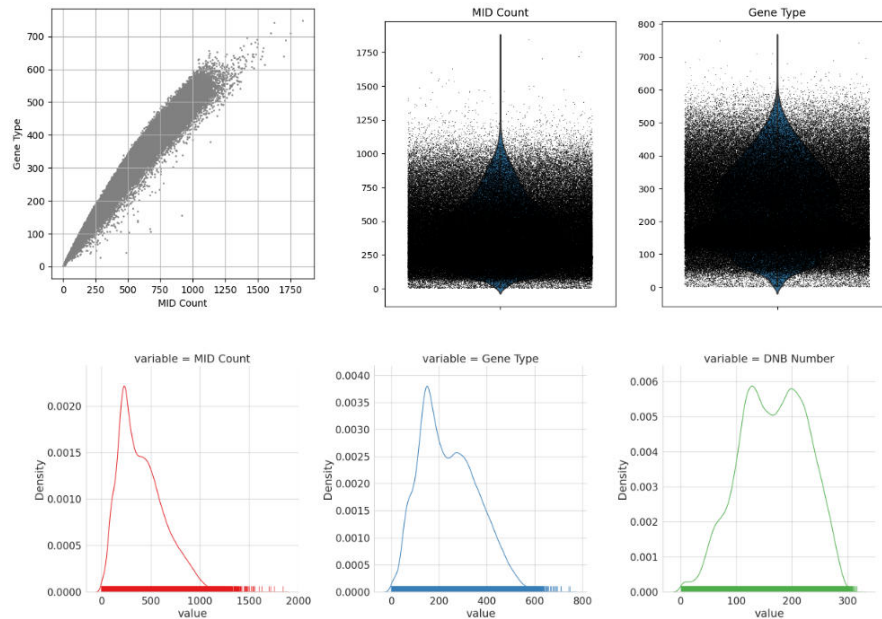 700
600
500
400
300
200
100
0
Gene Type
0 250 500 750 1000 1250 1500 1750
MID Count
MID Count
1750
1500
1250
1000
750
500
250
0
Gene Type
800
700
600
500
400
300
200
100
0
variable = MID Count
0.0020
0.0015
0.0010
0.0005
0.0000
Density
0 500 1000 1500 2000
value
variable = Gene Type
0.0040
0.0035
0.0030
0.0025
0.0020
0.0015
0.0010
0.0005
0.0000
Density
0 200 400 600 800
value
variable = DNB Number
0.006
0.005
0.004
0.003
0.002
0.001
0.000
Density
0 100 200 300
value